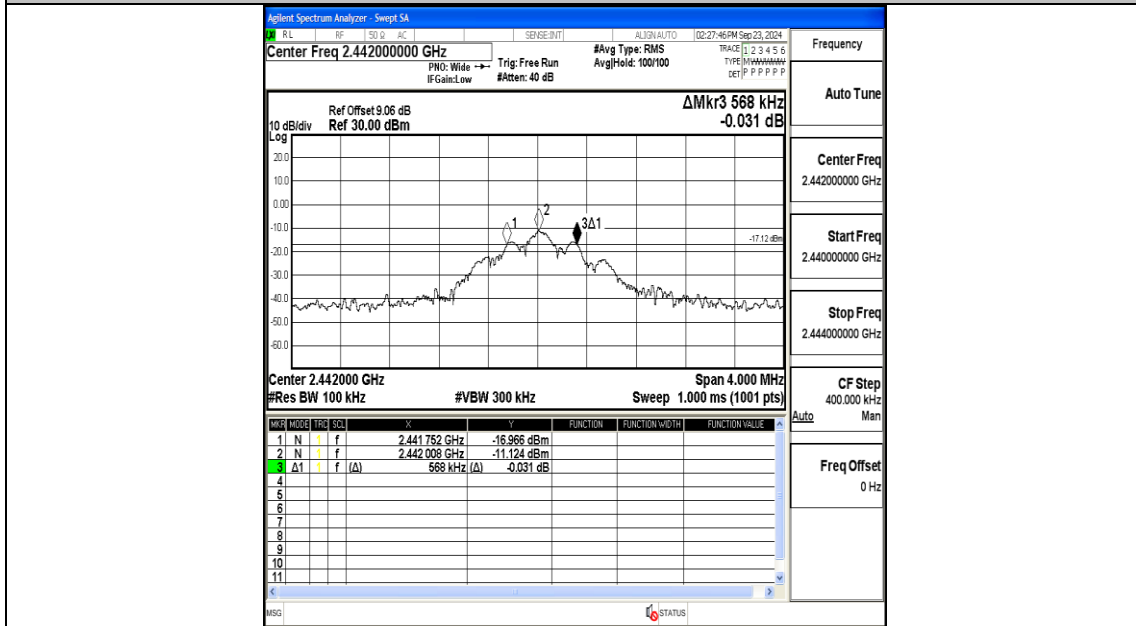 Agilent Spectrum Analyzer - Swept SA
LXI RL RF 50 Ω AC SENSE:INT ALIGN AUTO 02:27:46 PM Sep 23, 2024
Center Freq 2.442000000 GHz
PNO: Wide
IFGain:Low
Trig: Free Run
#Atten: 40 dB
#Avg Type: RMS
Avg|Hold: 100/100
TRACE 1 2 3 4 5 6
TYPE MWWWWW
DET P P P P P P
Ref Offset 9.06 dB
10 dB/div Ref 30.00 dBm
Log
ΔMkr3 568 kHz
-0.031 dB
20.0
10.0
0.00
-10.0
-20.0
-30.0
-40.0
-50.0
-60.0
1
2
3Δ1
-17.12 dBm
Center 2.442000 GHz Span 4.000 MHz
#Res BW 100 kHz #VBW 300 kHz Sweep 1.000 ms (1001 pts)
MKR MODE TRC SCL X Y FUNCTION FUNCTION WIDTH FUNCTION VALUE
1 N 1 f 2.441 752 GHz -16.966 dBm
2 N 1 f 2.442 008 GHz -11.124 dBm
3 Δ1 1 f (Δ) 568 kHz (Δ) -0.031 dB
4
5
6
7
8
9
10
11
MSG STATUS
Frequency
Auto Tune
Center Freq
2.442000000 GHz
Start Freq
2.440000000 GHz
Stop Freq
2.444000000 GHz
CF Step
400.000 kHz
Auto Man
Freq Offset
0 Hz